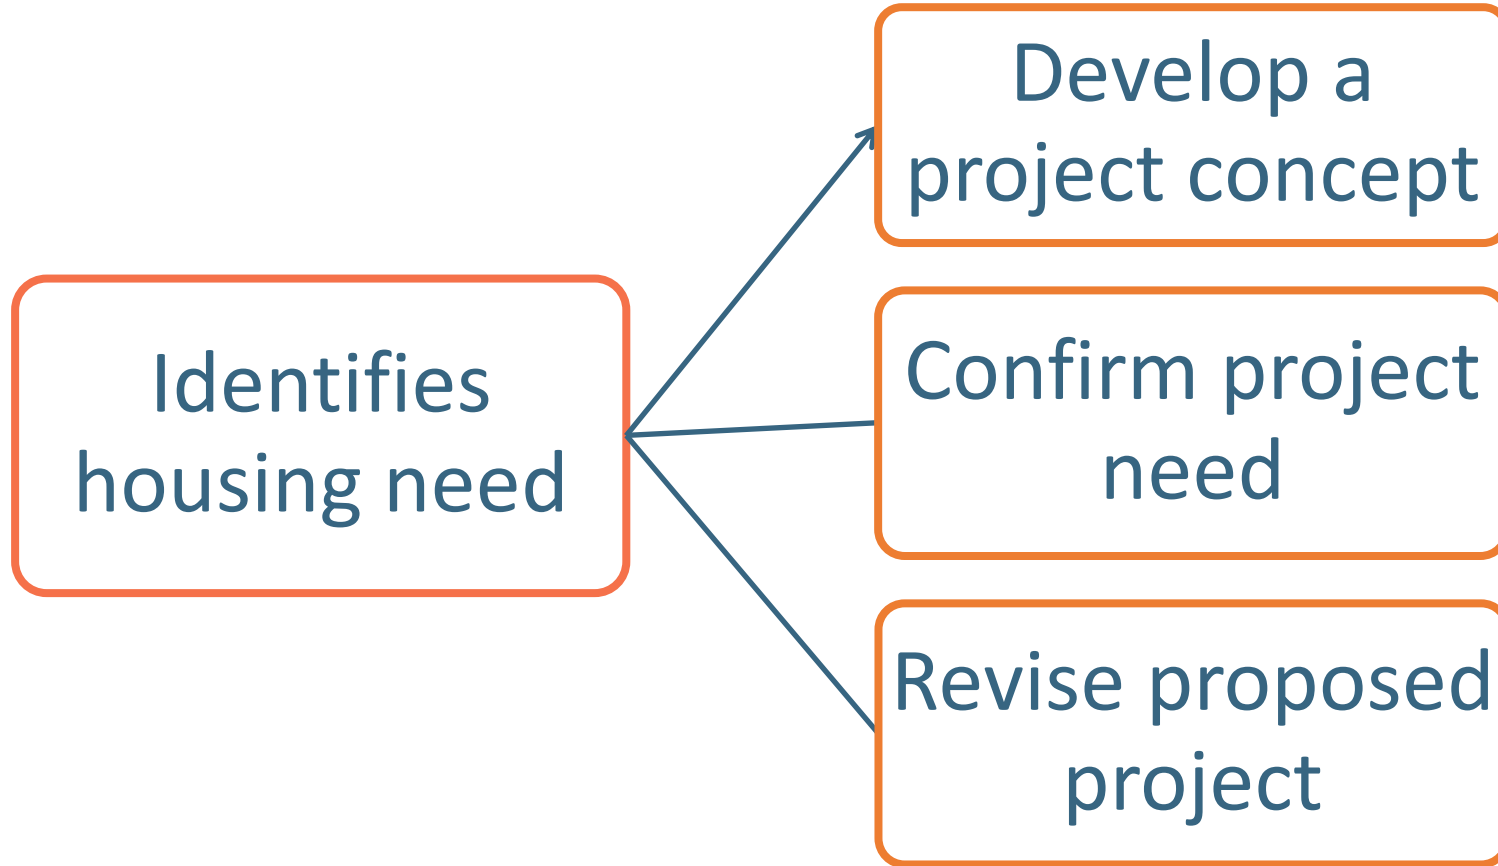 Identifies
housing need
Develop a
project concept
Confirm project
need
Revise proposed
project